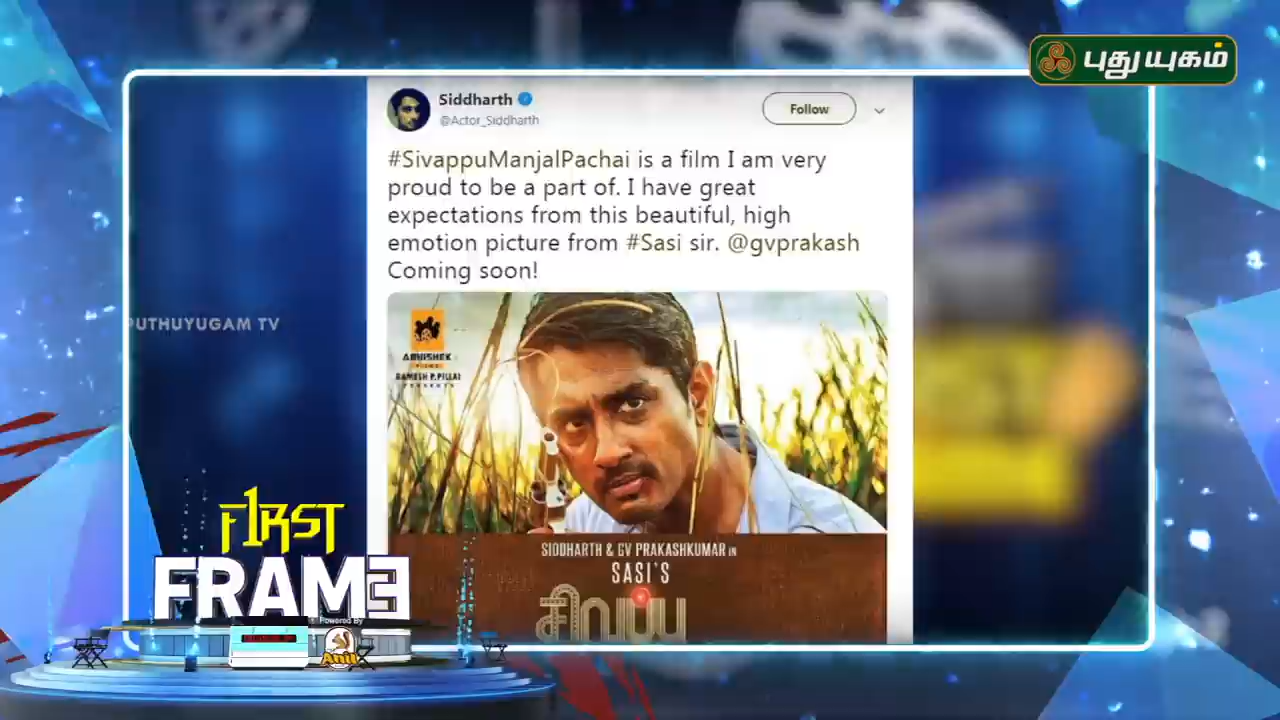 புதுயுகம்
Siddharth
@Actor_Siddharth
Follow
#SivappuManjalPachai is a film I am very
proud to be a part of. I have great
expectations from this beautiful, high
emotion picture from #Sasi sir. @gvprakash
Coming soon!
PUTHUYUGAM TV
ABHISHEK
FILMS
RAMESH P. PILLAI
PRESENTS
SIDDHARTH & GV PRAKASHKUMAR IN
SASI'S
சிவப்பு
F1RST
FRAME
Powered By
Anil